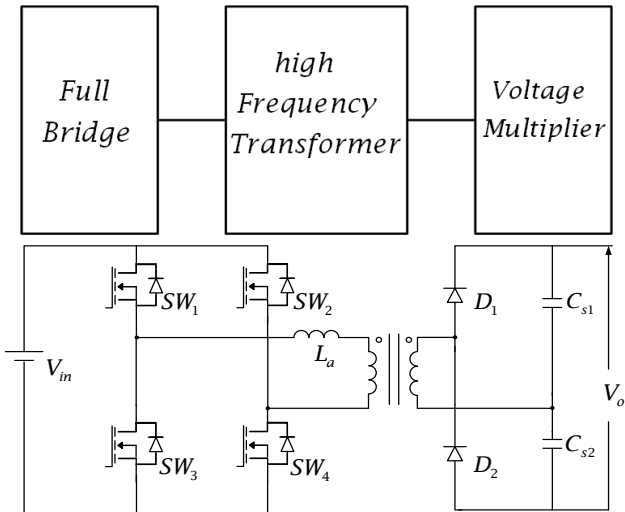 Full
Bridge
high
Frequency
Transformer
Voltage
Multiplier
SW1
SW2
D1
Cs1
La
Vin
Vo
SW3
SW4
D2
Cs2